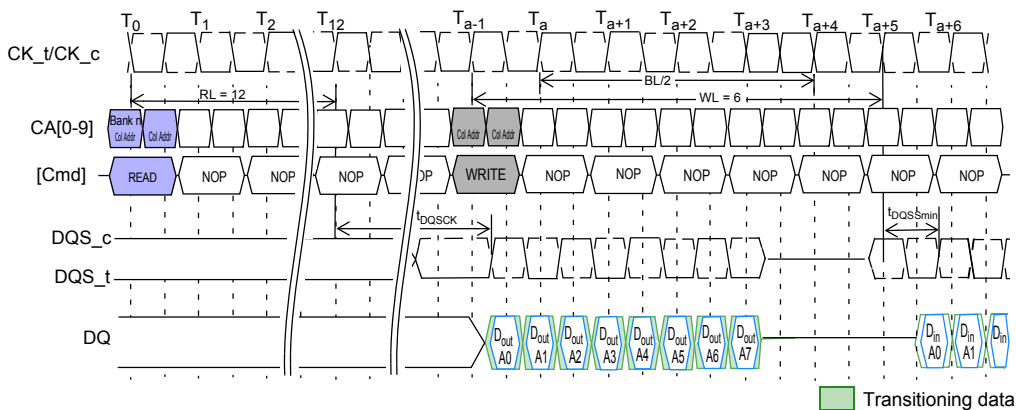 T0 T1 T2 T12 Ta-1 Ta Ta+1 Ta+2 Ta+3 Ta+4 Ta+5 Ta+6
CK_t/CK_c
BL/2
RL = 12 WL = 6
CA[0-9] Bank n Col Addr Col Addr Col Addr Col Addr
[Cmd] READ NOP NOP NOP OP WRITE NOP NOP NOP NOP NOP NOP NOP
tDQSCK tDQSSmin
DQS_c
DQS_t
DQ Dout A0 Dout A1 Dout A2 Dout A3 Dout A4 Dout A5 Dout A6 Dout A7 Din A0 Din A1 Din
Transitioning data